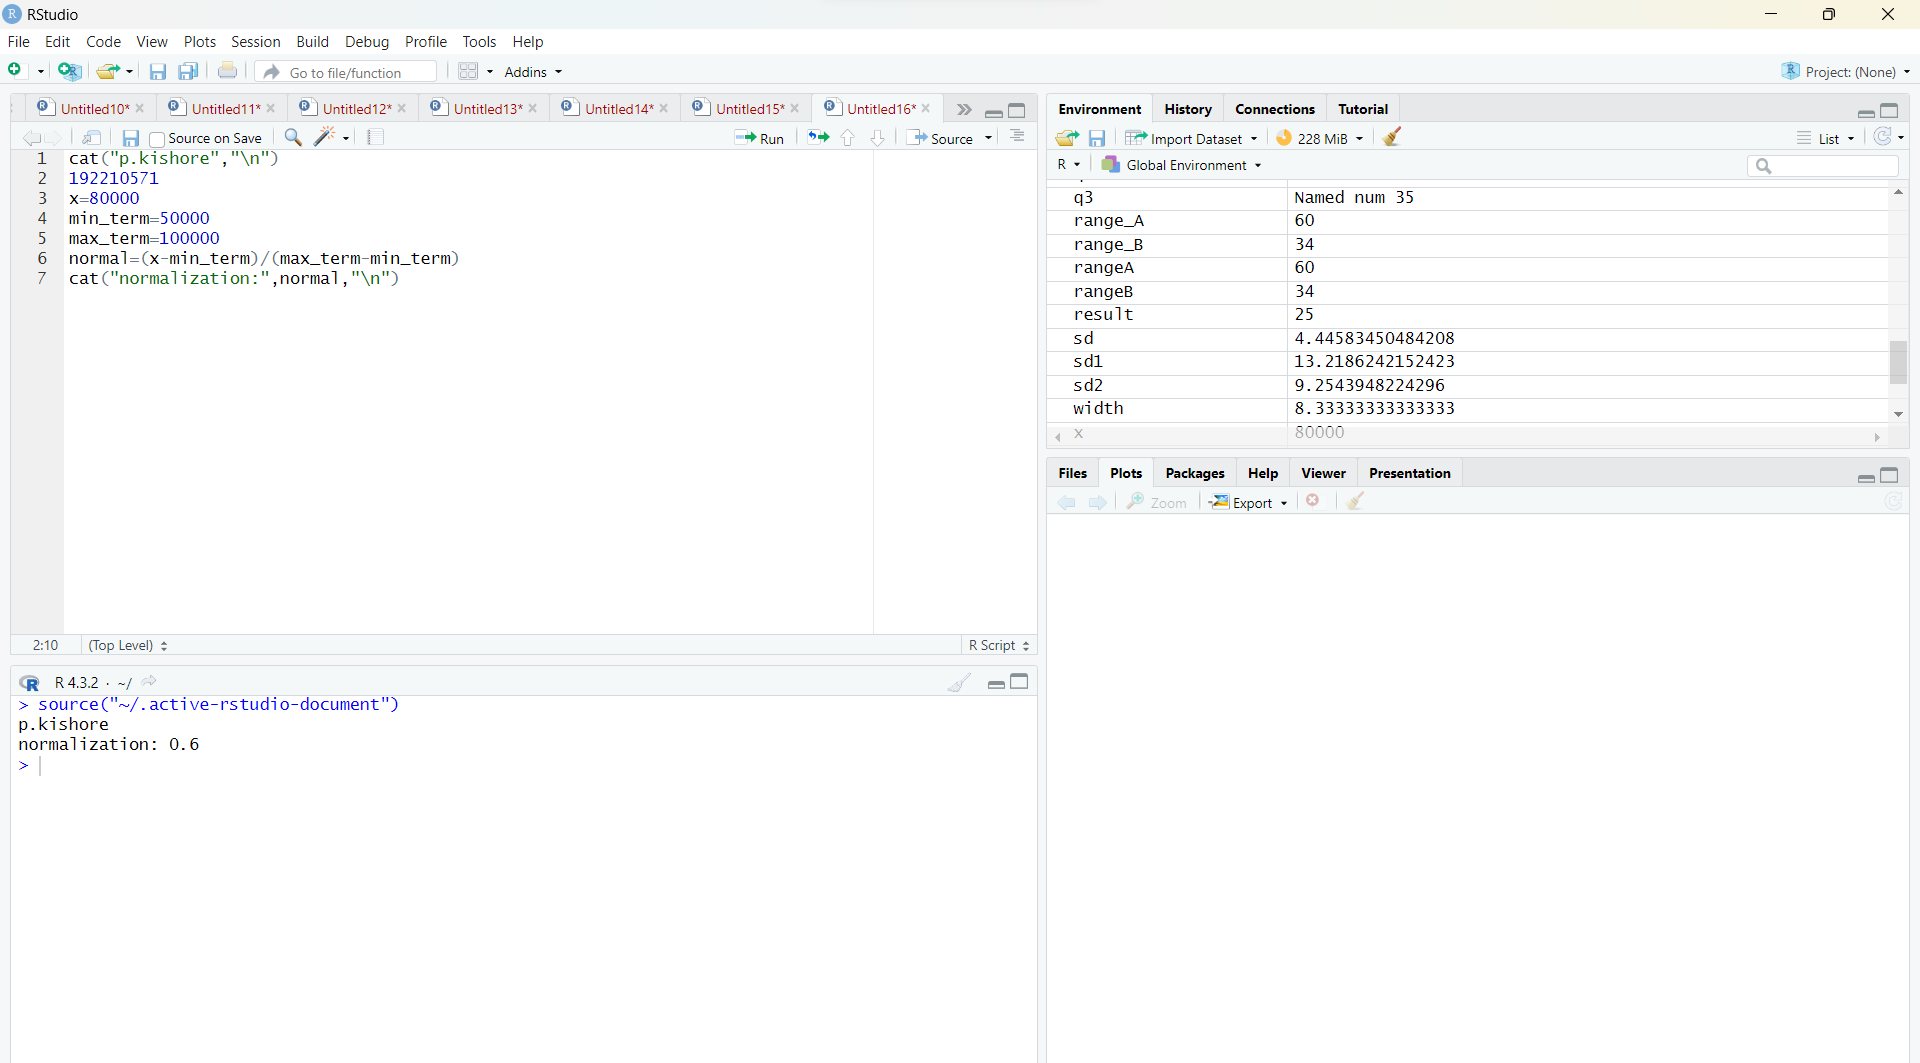 RStudio
File Edit Code View Plots Session Build Debug Profile Tools Help
Go to file/function Addins Project: (None)
Untitled10* Untitled11* Untitled12* Untitled13* Untitled14* Untitled15* Untitled16*
Source on Save Run Source
1 cat("p.kishore","\n")
2 192210571
3 x=80000
4 min_term=50000
5 max_term=100000
6 normal=(x-min_term)/(max_term-min_term)
7 cat("normalization:",normal,"\n")
2:10 (Top Level) R Script
R 4.3.2 · ~/
> source("~/.active-rstudio-document")
p.kishore
normalization: 0.6
>
Environment History Connections Tutorial
Import Dataset 228 MiB List
R Global Environment
q3 Named num 35
range_A 60
range_B 34
rangeA 60
rangeB 34
result 25
sd 4.44583450484208
sd1 13.2186242152423
sd2 9.2543948224296
width 8.33333333333333
x 80000
Files Plots Packages Help Viewer Presentation
Zoom Export